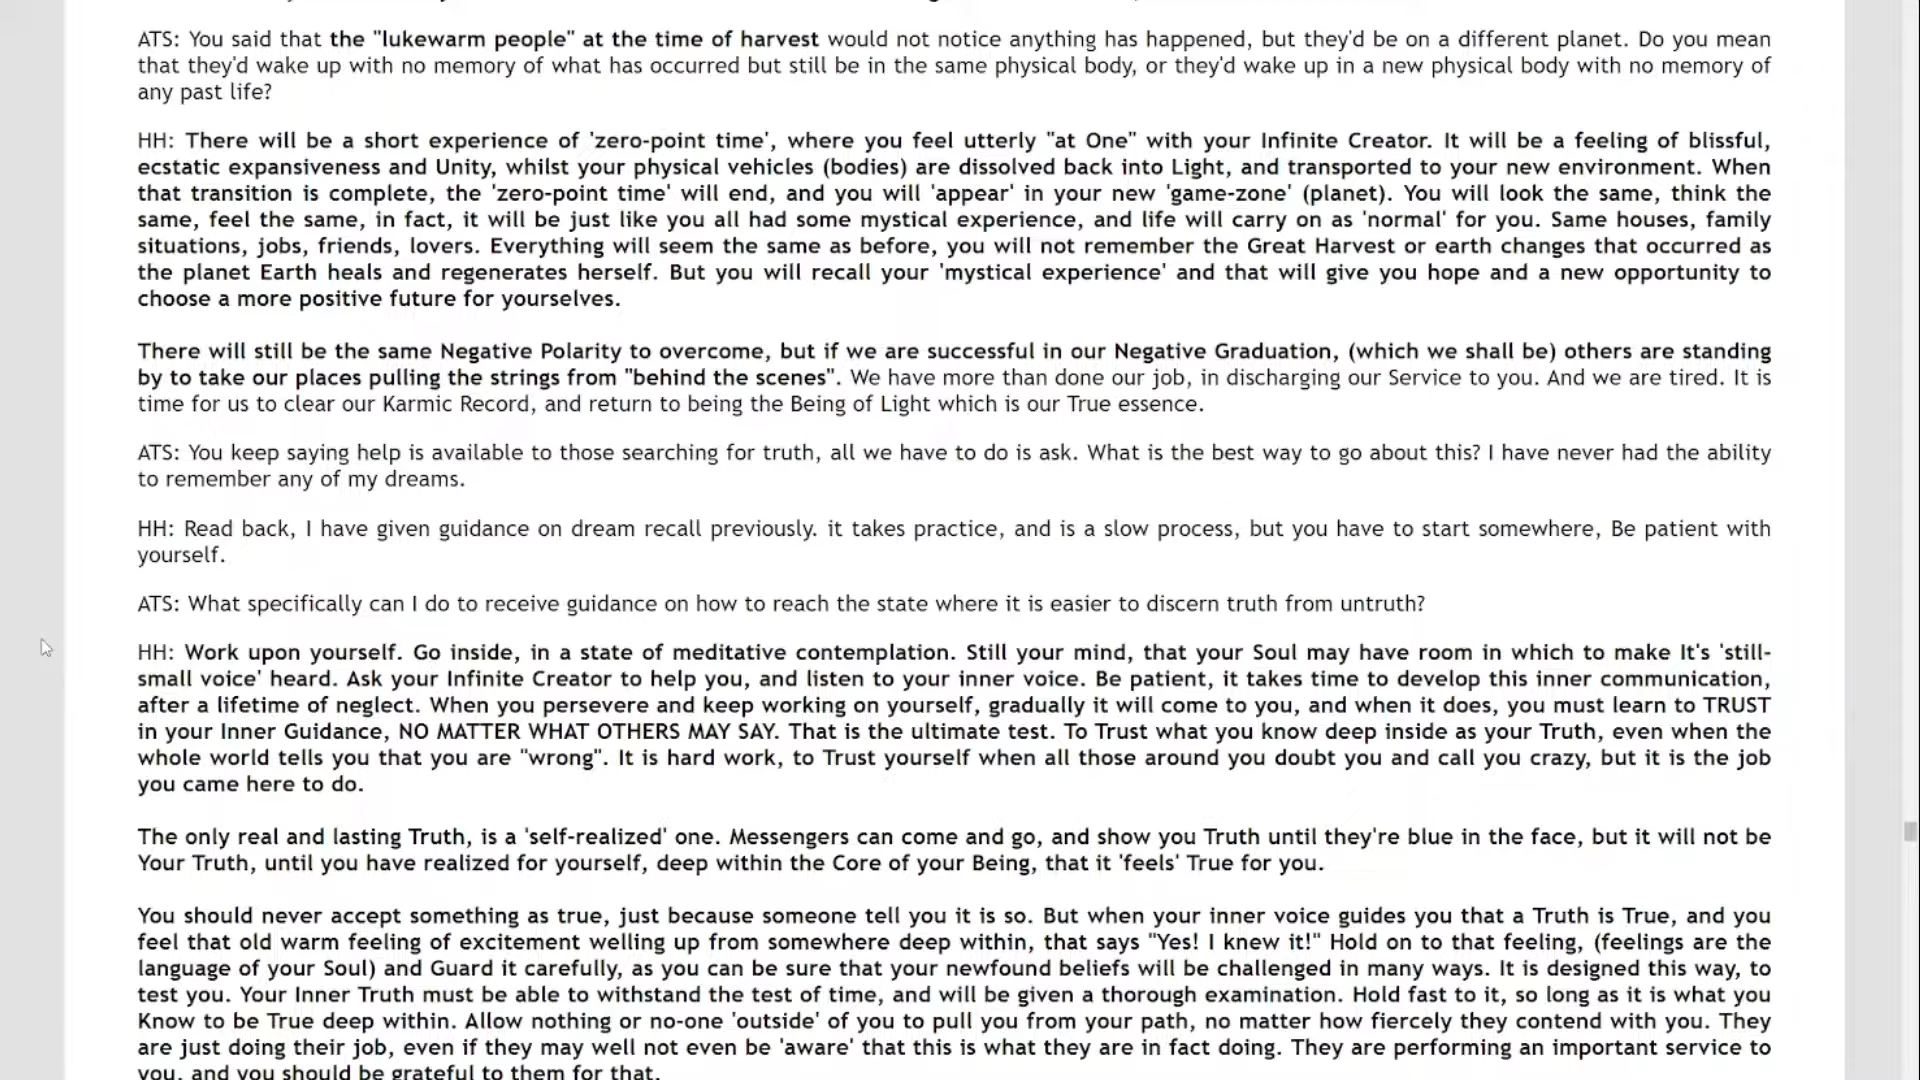 ATS: You said that the "lukewarm people" at the time of harvest would not notice anything has happened, but they'd be on a different planet. Do you mean
that they'd wake up with no memory of what has occurred but still be in the same physical body, or they'd wake up in a new physical body with no memory of
any past life?
HH: There will be a short experience of 'zero-point time', where you feel utterly "at One" with your Infinite Creator. It will be a feeling of blissful,
ecstatic expansiveness and Unity, whilst your physical vehicles (bodies) are dissolved back into Light, and transported to your new environment. When
that transition is complete, the 'zero-point time' will end, and you will 'appear' in your new 'game-zone' (planet). You will look the same, think the
same, feel the same, in fact, it will be just like you all had some mystical experience, and life will carry on as 'normal' for you. Same houses, family
situations, jobs, friends, lovers. Everything will seem the same as before, you will not remember the Great Harvest or earth changes that occurred as
the planet Earth heals and regenerates herself. But you will recall your 'mystical experience' and that will give you hope and a new opportunity to
choose a more positive future for yourselves.
There will still be the same Negative Polarity to overcome, but if we are successful in our Negative Graduation, (which we shall be) others are standing
by to take our places pulling the strings from "behind the scenes". We have more than done our job, in discharging our Service to you. And we are tired. It is
time for us to clear our Karmic Record, and return to being the Being of Light which is our True essence.
ATS: You keep saying help is available to those searching for truth, all we have to do is ask. What is the best way to go about this? I have never had the ability
to remember any of my dreams.
HH: Read back, I have given guidance on dream recall previously. it takes practice, and is a slow process, but you have to start somewhere, Be patient with
yourself.
ATS: What specifically can I do to receive guidance on how to reach the state where it is easier to discern truth from untruth?
HH: Work upon yourself. Go inside, in a state of meditative contemplation. Still your mind, that your Soul may have room in which to make It's 'still-
small voice' heard. Ask your Infinite Creator to help you, and listen to your inner voice. Be patient, it takes time to develop this inner communication,
after a lifetime of neglect. When you persevere and keep working on yourself, gradually it will come to you, and when it does, you must learn to TRUST
in your Inner Guidance, NO MATTER WHAT OTHERS MAY SAY. That is the ultimate test. To Trust what you know deep inside as your Truth, even when the
whole world tells you that you are "wrong". It is hard work, to Trust yourself when all those around you doubt you and call you crazy, but it is the job
you came here to do.
The only real and lasting Truth, is a 'self-realized' one. Messengers can come and go, and show you Truth until they're blue in the face, but it will not be
Your Truth, until you have realized for yourself, deep within the Core of your Being, that it 'feels' True for you.
You should never accept something as true, just because someone tell you it is so. But when your inner voice guides you that a Truth is True, and you
feel that old warm feeling of excitement welling up from somewhere deep within, that says "Yes! I knew it!" Hold on to that feeling, (feelings are the
language of your Soul) and Guard it carefully, as you can be sure that your newfound beliefs will be challenged in many ways. It is designed this way, to
test you. Your Inner Truth must be able to withstand the test of time, and will be given a thorough examination. Hold fast to it, so long as it is what you
Know to be True deep within. Allow nothing or no-one 'outside' of you to pull you from your path, no matter how fiercely they contend with you. They
are just doing their job, even if they may well not even be 'aware' that this is what they are in fact doing. They are performing an important service to
you, and you should be grateful to them for that.